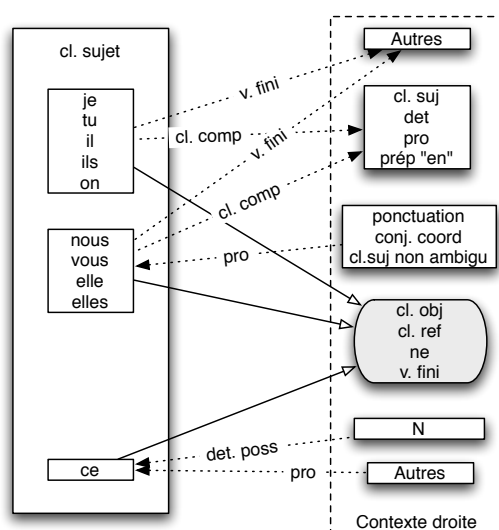 cl. sujet
je
tu
il
ils
on
nous
vous
elle
elles
ce
v. fini
cl. comp
v. fini
cl. comp
pro
det. poss
pro
Autres
cl. suj
det
pro
prép "en"
ponctuation
conj. coord
cl.suj non ambigu
cl. obj
cl. ref
ne
v. fini
N
Autres
Contexte droite